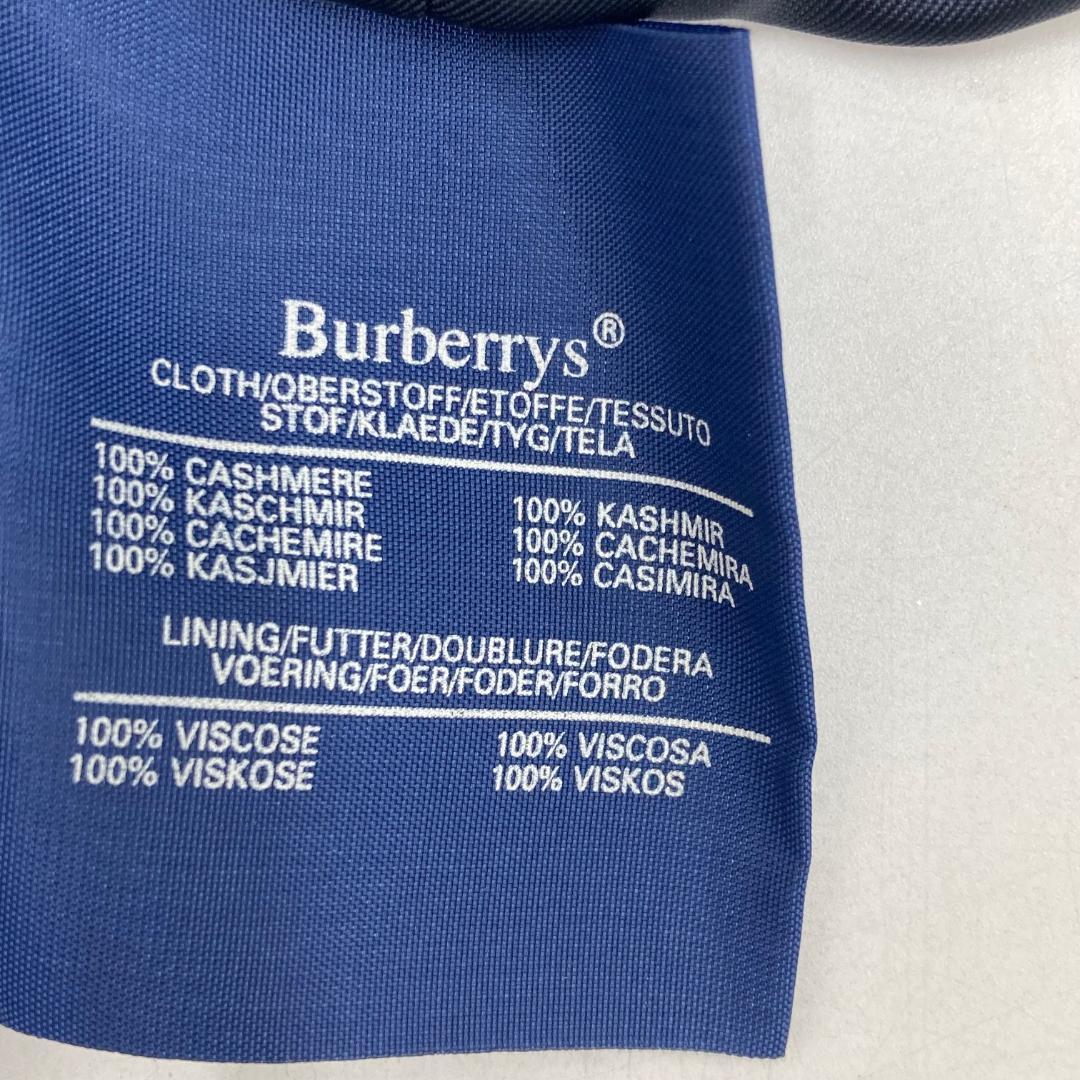 Burberrys®
CLOTH/OBERSTOFF/ETOFFE/TESSUTO
STOF/KLAEDE/TYG/TELA
100% CASHMERE
100% KASCHMIR
100% CACHEMIRE
100% KASJMIER
100% KASHMIR
100% CACHEMIRA
100% CASIMIRA
LINING/FUTTER/DOUBLURE/FODERA
VOERING/FOER/FODER/FORRO
100% VISCOSE
100% VISKOSE
100% VISCOSA
100% VISKOS